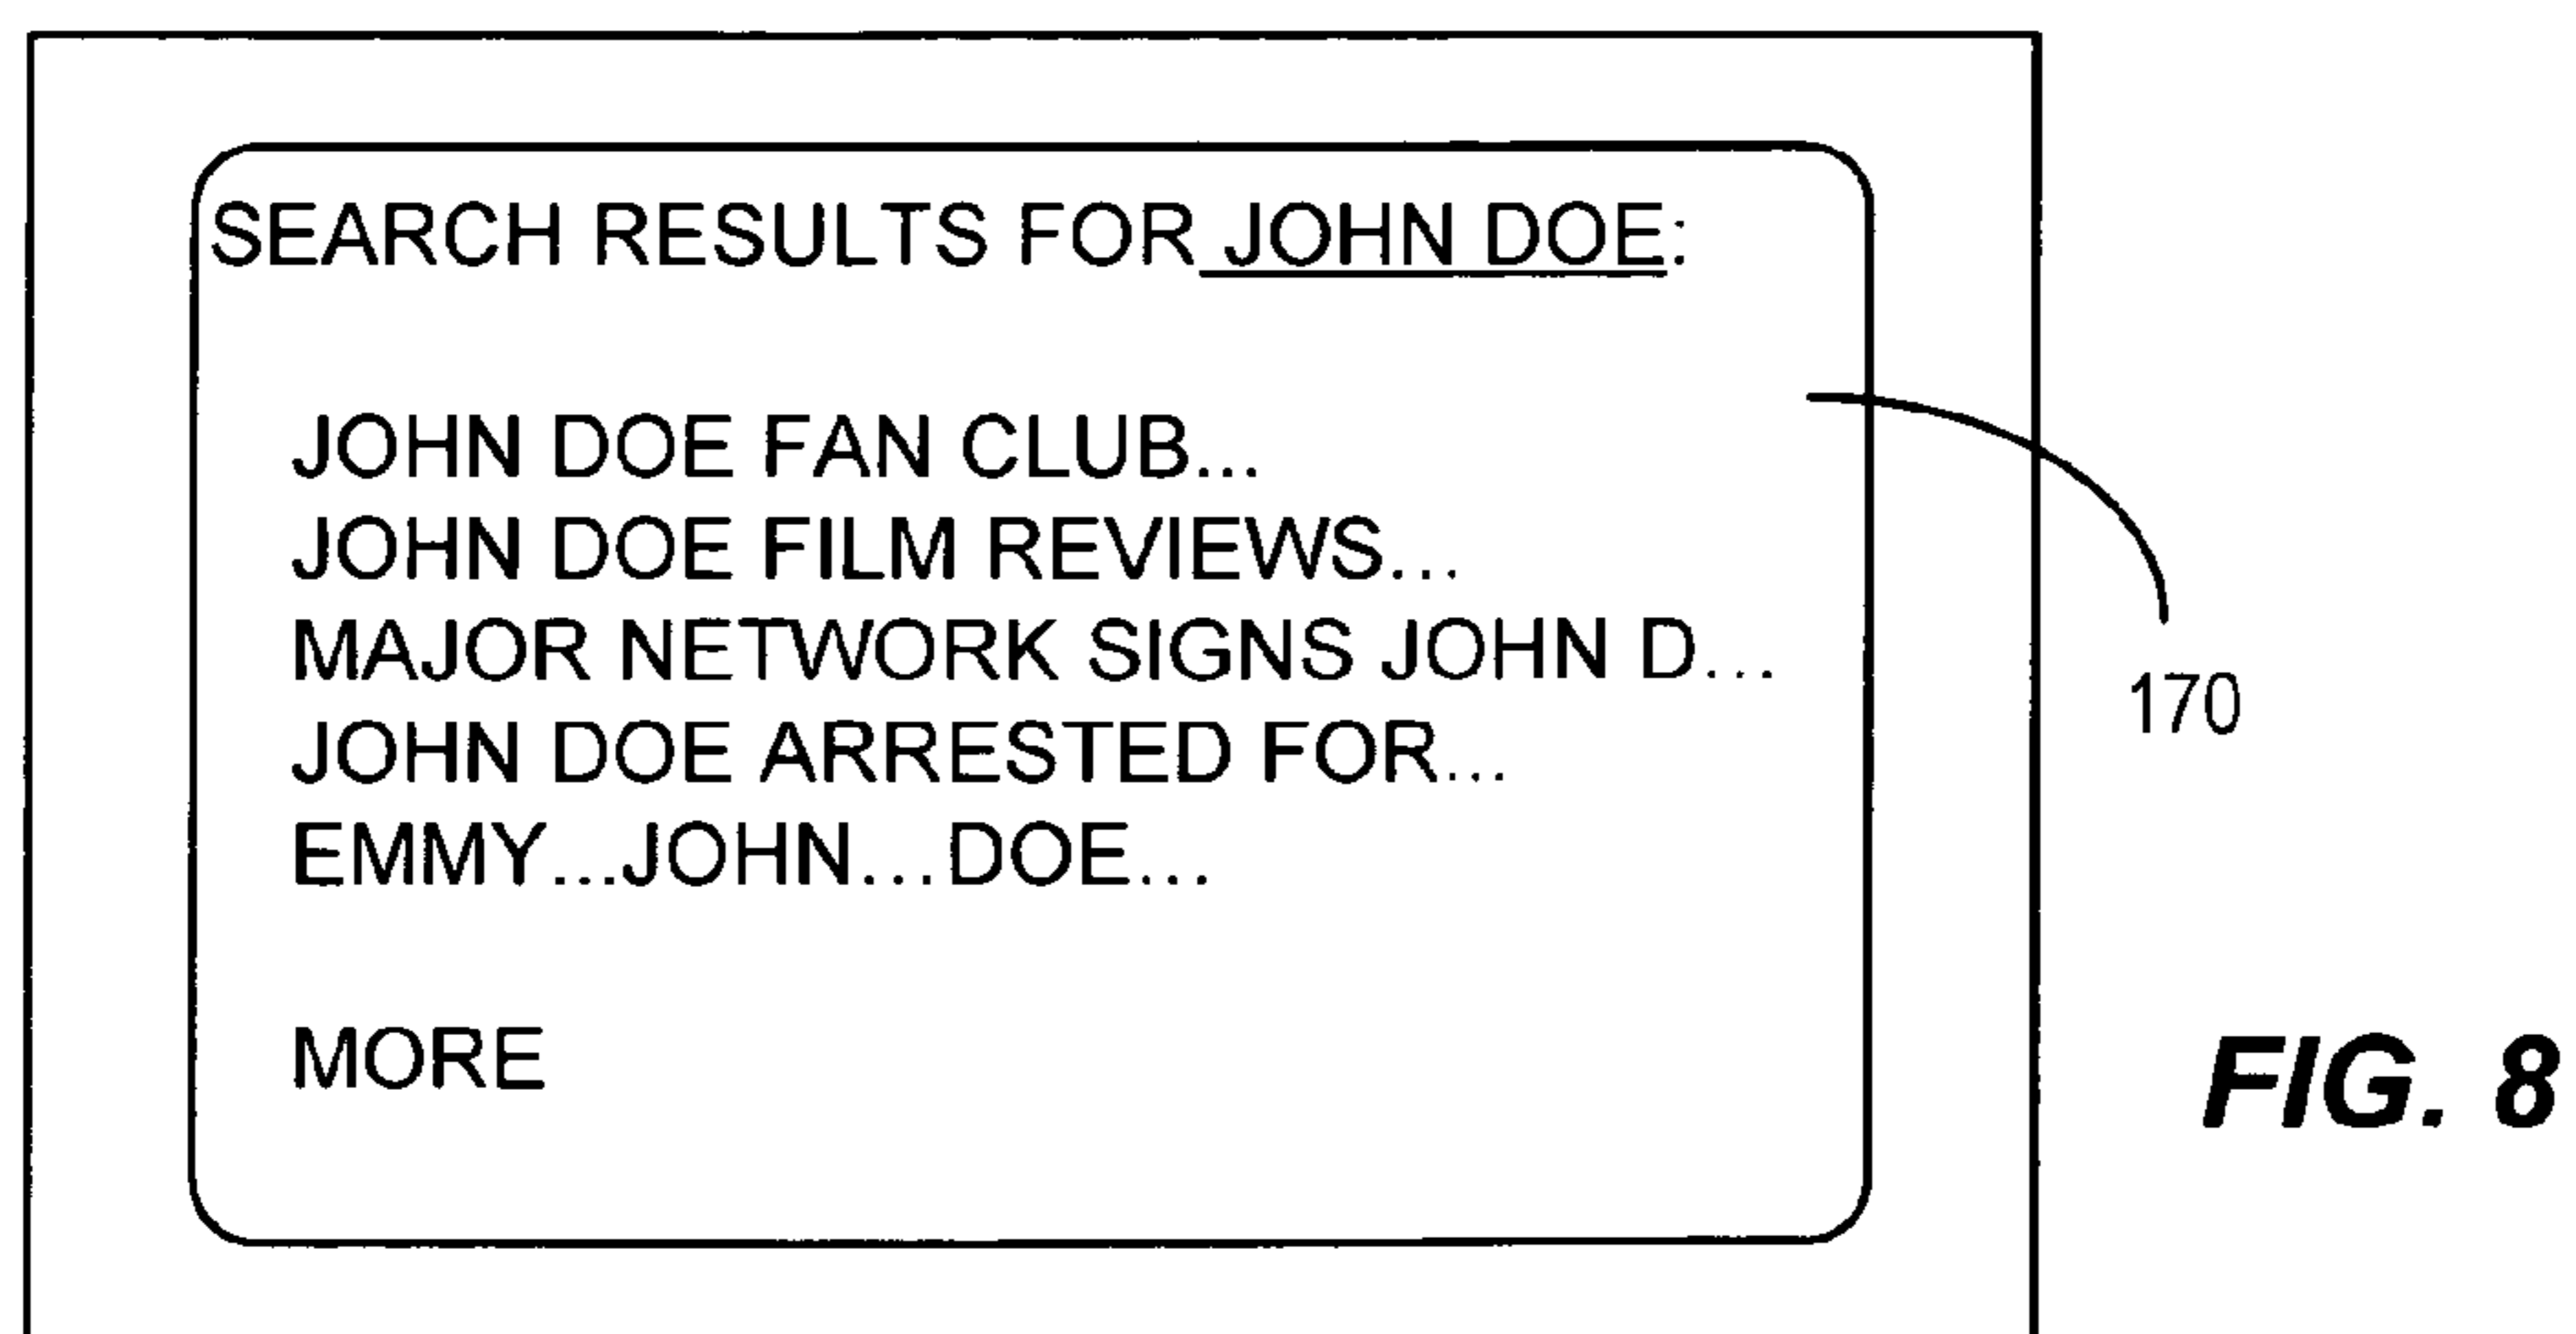 SEARCH RESULTS FOR JOHN DOE:
JOHN DOE FAN CLUB...
JOHN DOE FILM REVIEWS...
MAJOR NETWORK SIGNS JOHN D...
JOHN DOE ARRESTED FOR...
EMMY...JOHN...DOE...
MORE
170
FIG. 8